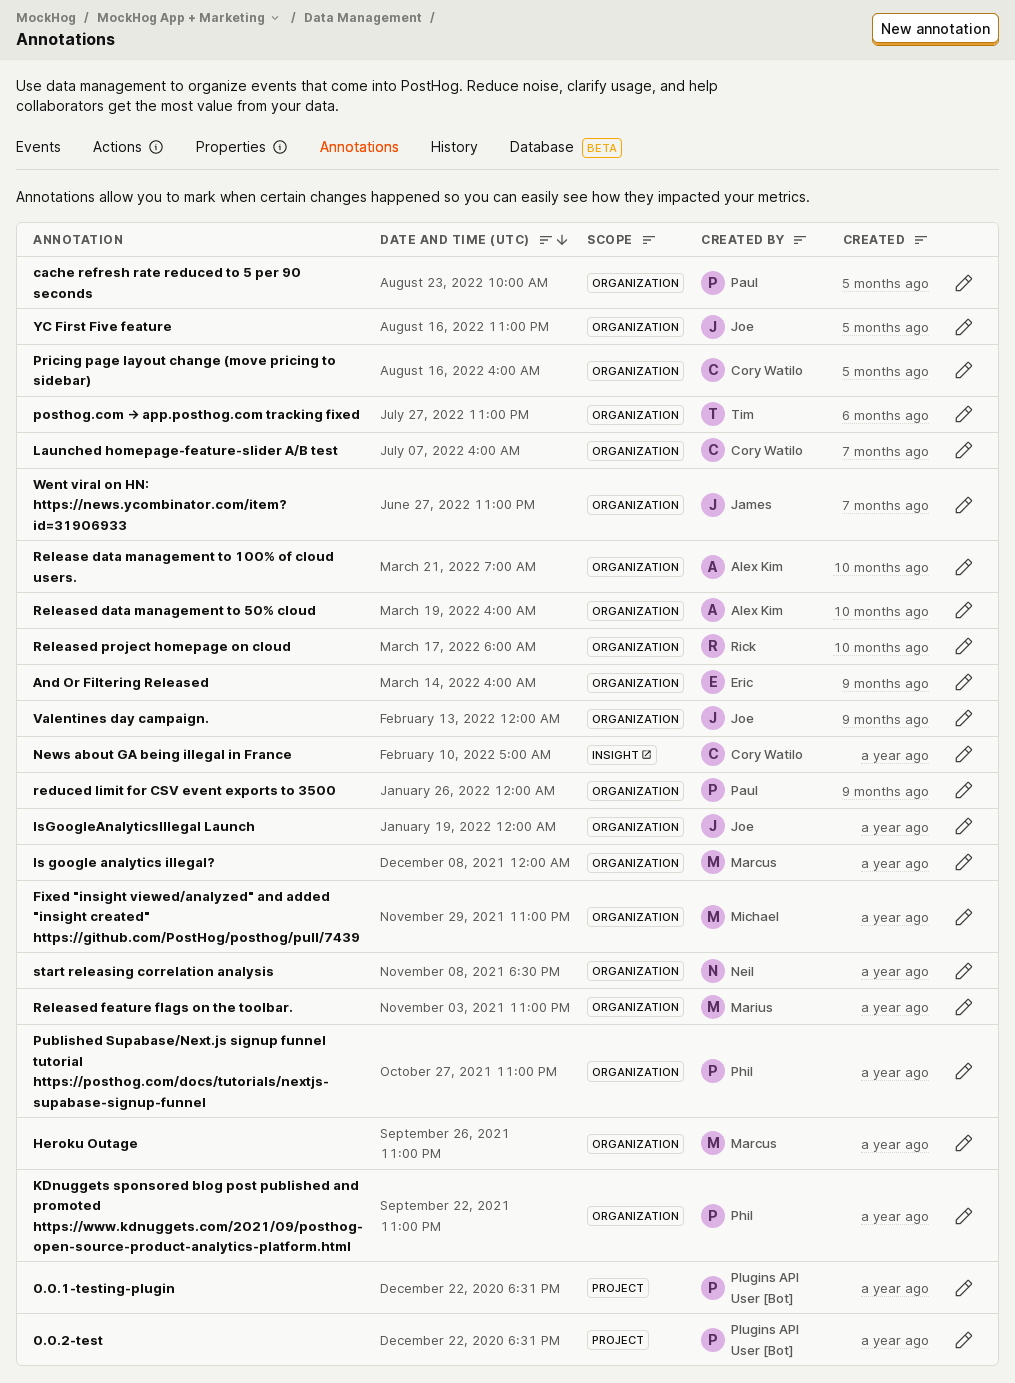 MockHog / MockHog App + Marketing / Data Management /
Annotations
New annotation
Use data management to organize events that come into PostHog. Reduce noise, clarify usage, and help
collaborators get the most value from your data.
Events Actions Properties Annotations History Database BETA
Annotations allow you to mark when certain changes happened so you can easily see how they impacted your metrics.
ANNOTATION DATE AND TIME (UTC) SCOPE CREATED BY CREATED
cache refresh rate reduced to 5 per 90
seconds
August 23, 2022 10:00 AM ORGANIZATION P Paul 5 months ago
YC First Five feature August 16, 2022 11:00 PM ORGANIZATION J Joe 5 months ago
Pricing page layout change (move pricing to
sidebar)
August 16, 2022 4:00 AM ORGANIZATION C Cory Watilo 5 months ago
posthog.com → app.posthog.com tracking fixed July 27, 2022 11:00 PM ORGANIZATION T Tim 6 months ago
Launched homepage-feature-slider A/B test July 07, 2022 4:00 AM ORGANIZATION C Cory Watilo 7 months ago
Went viral on HN:
https://news.ycombinator.com/item?
id=31906933
June 27, 2022 11:00 PM ORGANIZATION J James 7 months ago
Release data management to 100% of cloud
users.
March 21, 2022 7:00 AM ORGANIZATION A Alex Kim 10 months ago
Released data management to 50% cloud March 19, 2022 4:00 AM ORGANIZATION A Alex Kim 10 months ago
Released project homepage on cloud March 17, 2022 6:00 AM ORGANIZATION R Rick 10 months ago
And Or Filtering Released March 14, 2022 4:00 AM ORGANIZATION E Eric 9 months ago
Valentines day campaign. February 13, 2022 12:00 AM ORGANIZATION J Joe 9 months ago
News about GA being illegal in France February 10, 2022 5:00 AM INSIGHT C Cory Watilo a year ago
reduced limit for CSV event exports to 3500 January 26, 2022 12:00 AM ORGANIZATION P Paul 9 months ago
IsGoogleAnalyticsIllegal Launch January 19, 2022 12:00 AM ORGANIZATION J Joe a year ago
Is google analytics illegal? December 08, 2021 12:00 AM ORGANIZATION M Marcus a year ago
Fixed "insight viewed/analyzed" and added
"insight created"
https://github.com/PostHog/posthog/pull/7439
November 29, 2021 11:00 PM ORGANIZATION M Michael a year ago
start releasing correlation analysis November 08, 2021 6:30 PM ORGANIZATION N Neil a year ago
Released feature flags on the toolbar. November 03, 2021 11:00 PM ORGANIZATION M Marius a year ago
Published Supabase/Next.js signup funnel
tutorial
https://posthog.com/docs/tutorials/nextjs-
supabase-signup-funnel
October 27, 2021 11:00 PM ORGANIZATION P Phil a year ago
Heroku Outage
September 26, 2021
11:00 PM
ORGANIZATION M Marcus a year ago
KDnuggets sponsored blog post published and
promoted
https://www.kdnuggets.com/2021/09/posthog-
open-source-product-analytics-platform.html
September 22, 2021
11:00 PM
ORGANIZATION P Phil a year ago
0.0.1-testing-plugin December 22, 2020 6:31 PM PROJECT P
Plugins API
User [Bot]
a year ago
0.0.2-test December 22, 2020 6:31 PM PROJECT P
Plugins API
User [Bot]
a year ago